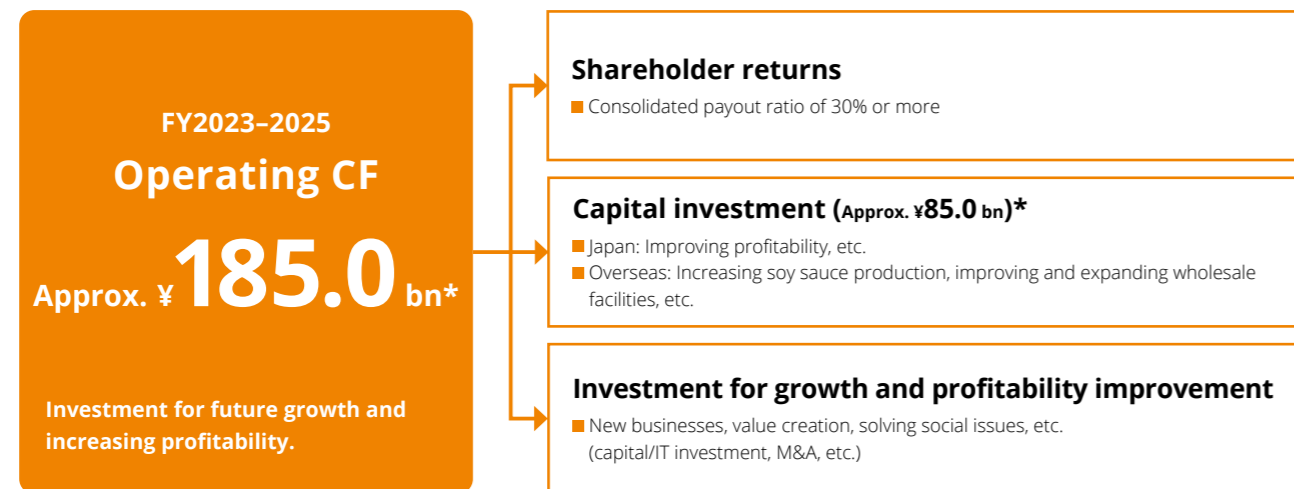 FY2023–2025
Operating CF
Approx. ¥185.0 bn*
Investment for future growth and
increasing profitability.
Shareholder returns
Consolidated payout ratio of 30% or more
Capital investment (Approx. ¥85.0 bn)*
Japan: Improving profitability, etc.
Overseas: Increasing soy sauce production, improving and expanding wholesale
facilities, etc.
Investment for growth and profitability improvement
New businesses, value creation, solving social issues, etc.
(capital/IT investment, M&A, etc.)